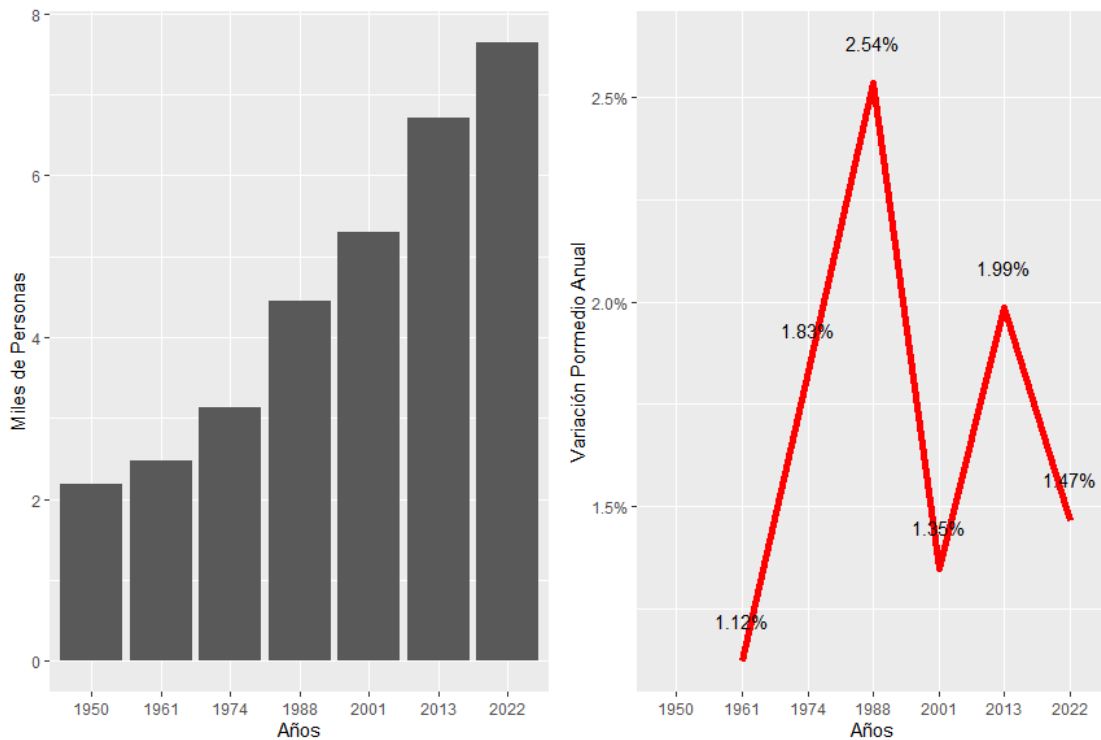 Miles de Personas
8
6
4
2
0
1950 1961 1974 1988 2001 2013 2022
Años
Variación Pormedio Anual
2.5%
2.0%
1.5%
2.54%
1.99%
1.83%
1.47%
1.35%
1.12%
1950 1961 1974 1988 2001 2013 2022
Años